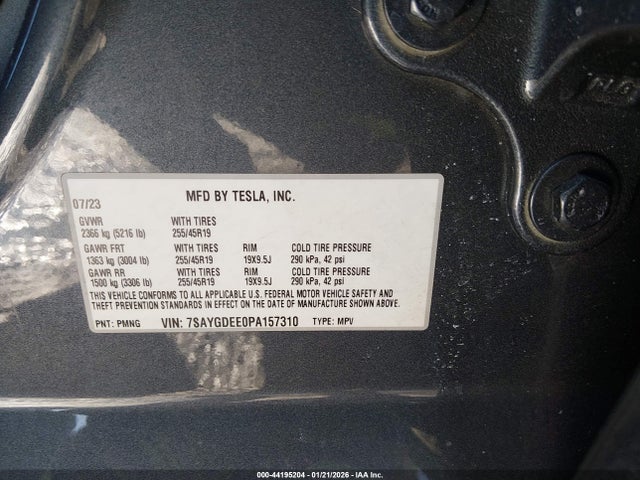 MFD BY TESLA, INC.
07/23
GVWR WITH TIRES
2366 kg (5216 lb) 255/45R19
GAWR FRT WITH TIRES RIM COLD TIRE PRESSURE
1363 kg (3004 lb) 255/45R19 19X9.5J 290 kPa, 42 psi
GAWR RR WITH TIRES RIM COLD TIRE PRESSURE
1500 kg (3306 lb) 255/45R19 19X9.5J 290 kPa, 42 psi
THIS VEHICLE CONFORMS TO ALL APPLICABLE U.S. FEDERAL MOTOR VEHICLE SAFETY AND
THEFT PREVENTION STANDARDS IN EFFECT ON THE DATE OF MANUFACTURE SHOWN ABOVE.
PNT: PMNG VIN: 7SAYGDEE0PA157310 TYPE: MPV
000-44195204 | 01/21/2026 - IAA Inc.